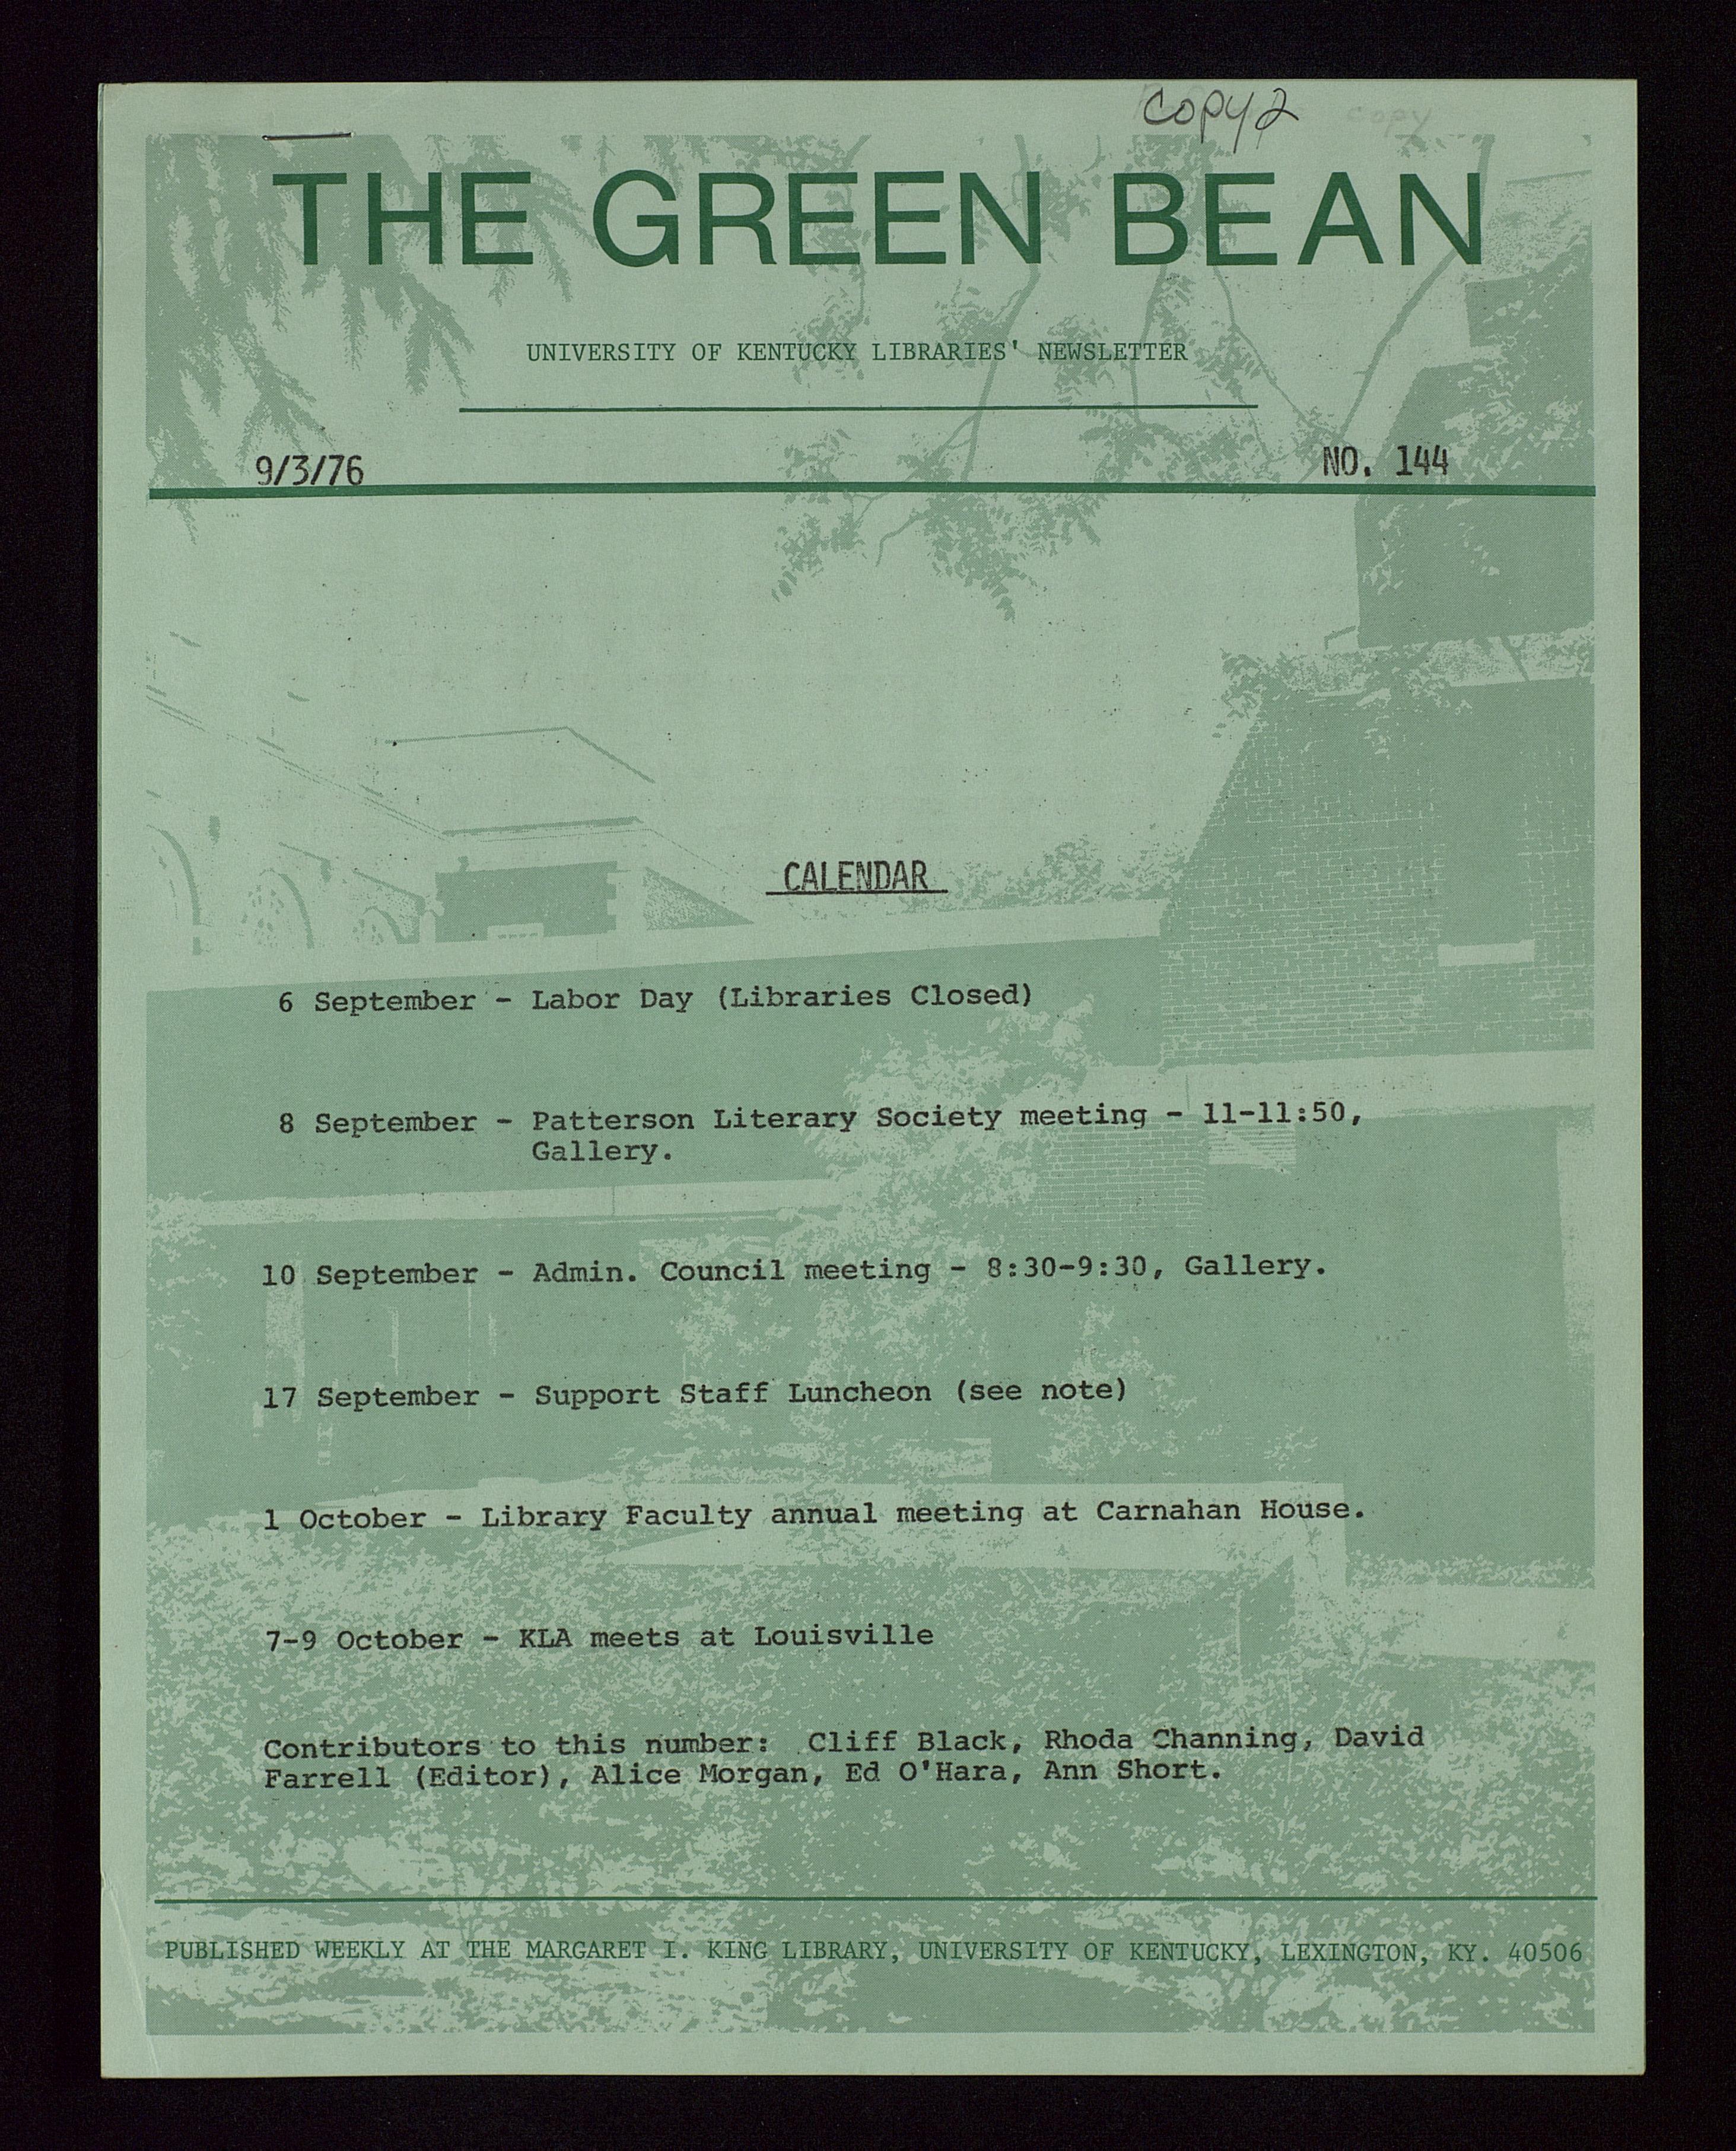 copy 2 copy
THE GREEN BEAN
UNIVERSITY OF KENTUCKY LIBRARIES' NEWSLETTER
9/3/76 NO. 144
CALENDAR
6 September - Labor Day (Libraries Closed)
8 September - Patterson Literary Society meeting - 11-11:50,
Gallery.
10 September - Admin. Council meeting - 8:30-9:30, Gallery.
17 September - Support Staff Luncheon (see note)
1 October - Library Faculty annual meeting at Carnahan House.
7-9 October - KLA meets at Louisville
Contributors to this number: Cliff Black, Rhoda Channing, David
Farrell (Editor), Alice Morgan, Ed O'Hara, Ann Short.
PUBLISHED WEEKLY AT THE MARGARET I. KING LIBRARY, UNIVERSITY OF KENTUCKY, LEXINGTON, KY. 40506